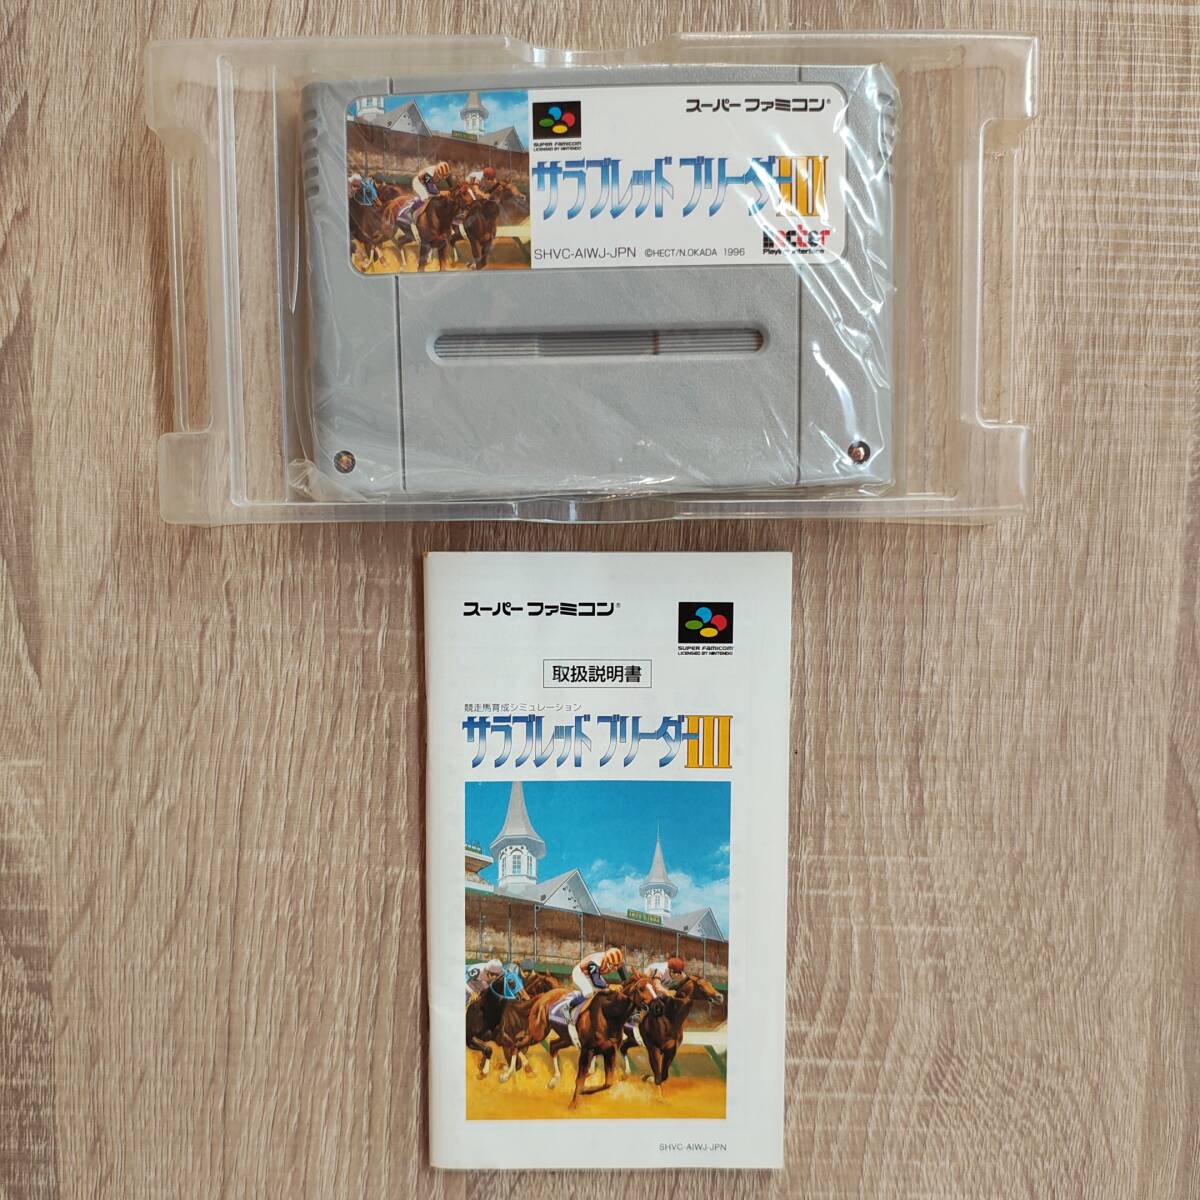 スーパーファミコン®
SUPER FAMICOM
LICENSED BY NINTENDO
サラブレッドブリーダーIII
SHVC-AIWJ-JPN ©HECT/N.OKADA 1996
スーパーファミコン®
SUPER FAMICOM
LICENSED BY NINTENDO
取扱説明書
競走馬育成シミュレーション
サラブレッドブリーダーIII
SHVC-AIWJ-JPN